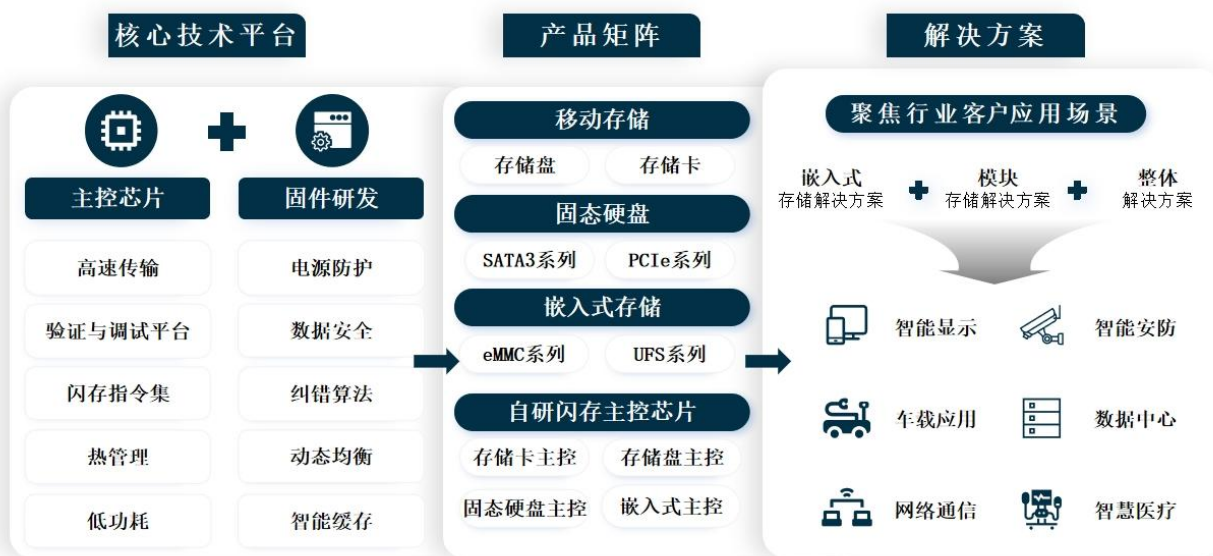 核心技术平台
主控芯片
固件研发
高速传输
电源防护
验证与调试平台
数据安全
闪存指令集
纠错算法
热管理
动态均衡
低功耗
智能缓存
产品矩阵
移动存储
存储盘
存储卡
固态硬盘
SATA3系列
PCIe系列
嵌入式存储
eMMC系列
UFS系列
自研闪存主控芯片
存储卡主控
存储盘主控
固态硬盘主控
嵌入式主控
解决方案
聚焦行业客户应用场景
嵌入式
存储解决方案
模块
存储解决方案
整体
解决方案
智能显示
智能安防
车载应用
数据中心
网络通信
智慧医疗